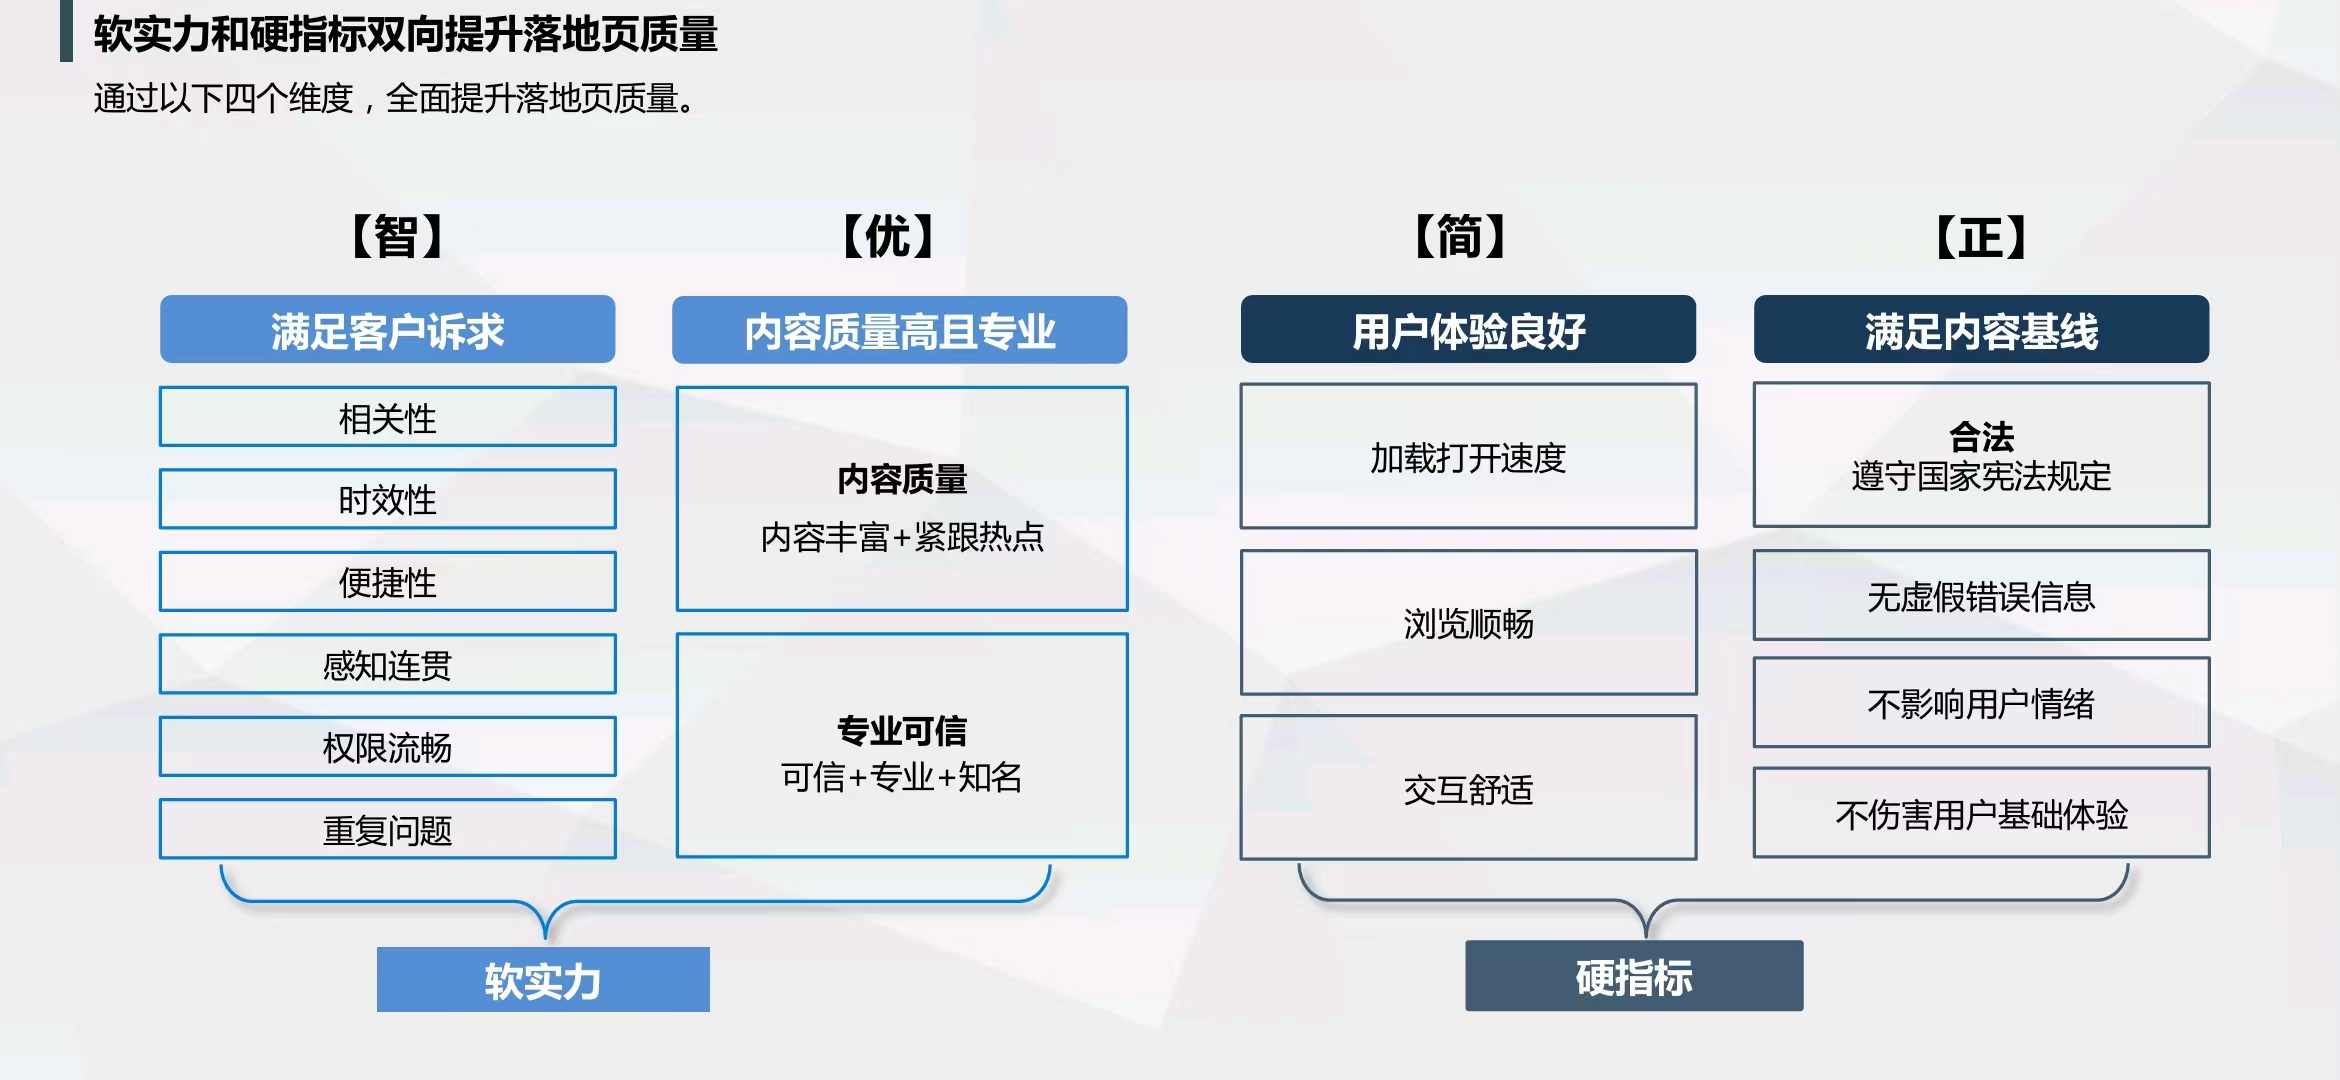 软实力和硬指标双向提升落地页质量
通过以下四个维度，全面提升落地页质量。
【智】
满足客户诉求
相关性
时效性
便捷性
感知连贯
权限流畅
重复问题
【优】
内容质量高且专业
内容质量
内容丰富+紧跟热点
专业可信
可信+专业+知名
软实力
【简】
用户体验良好
加载打开速度
浏览顺畅
交互舒适
【正】
满足内容基线
合法
遵守国家宪法规定
无虚假错误信息
不影响用户情绪
不伤害用户基础体验
硬指标